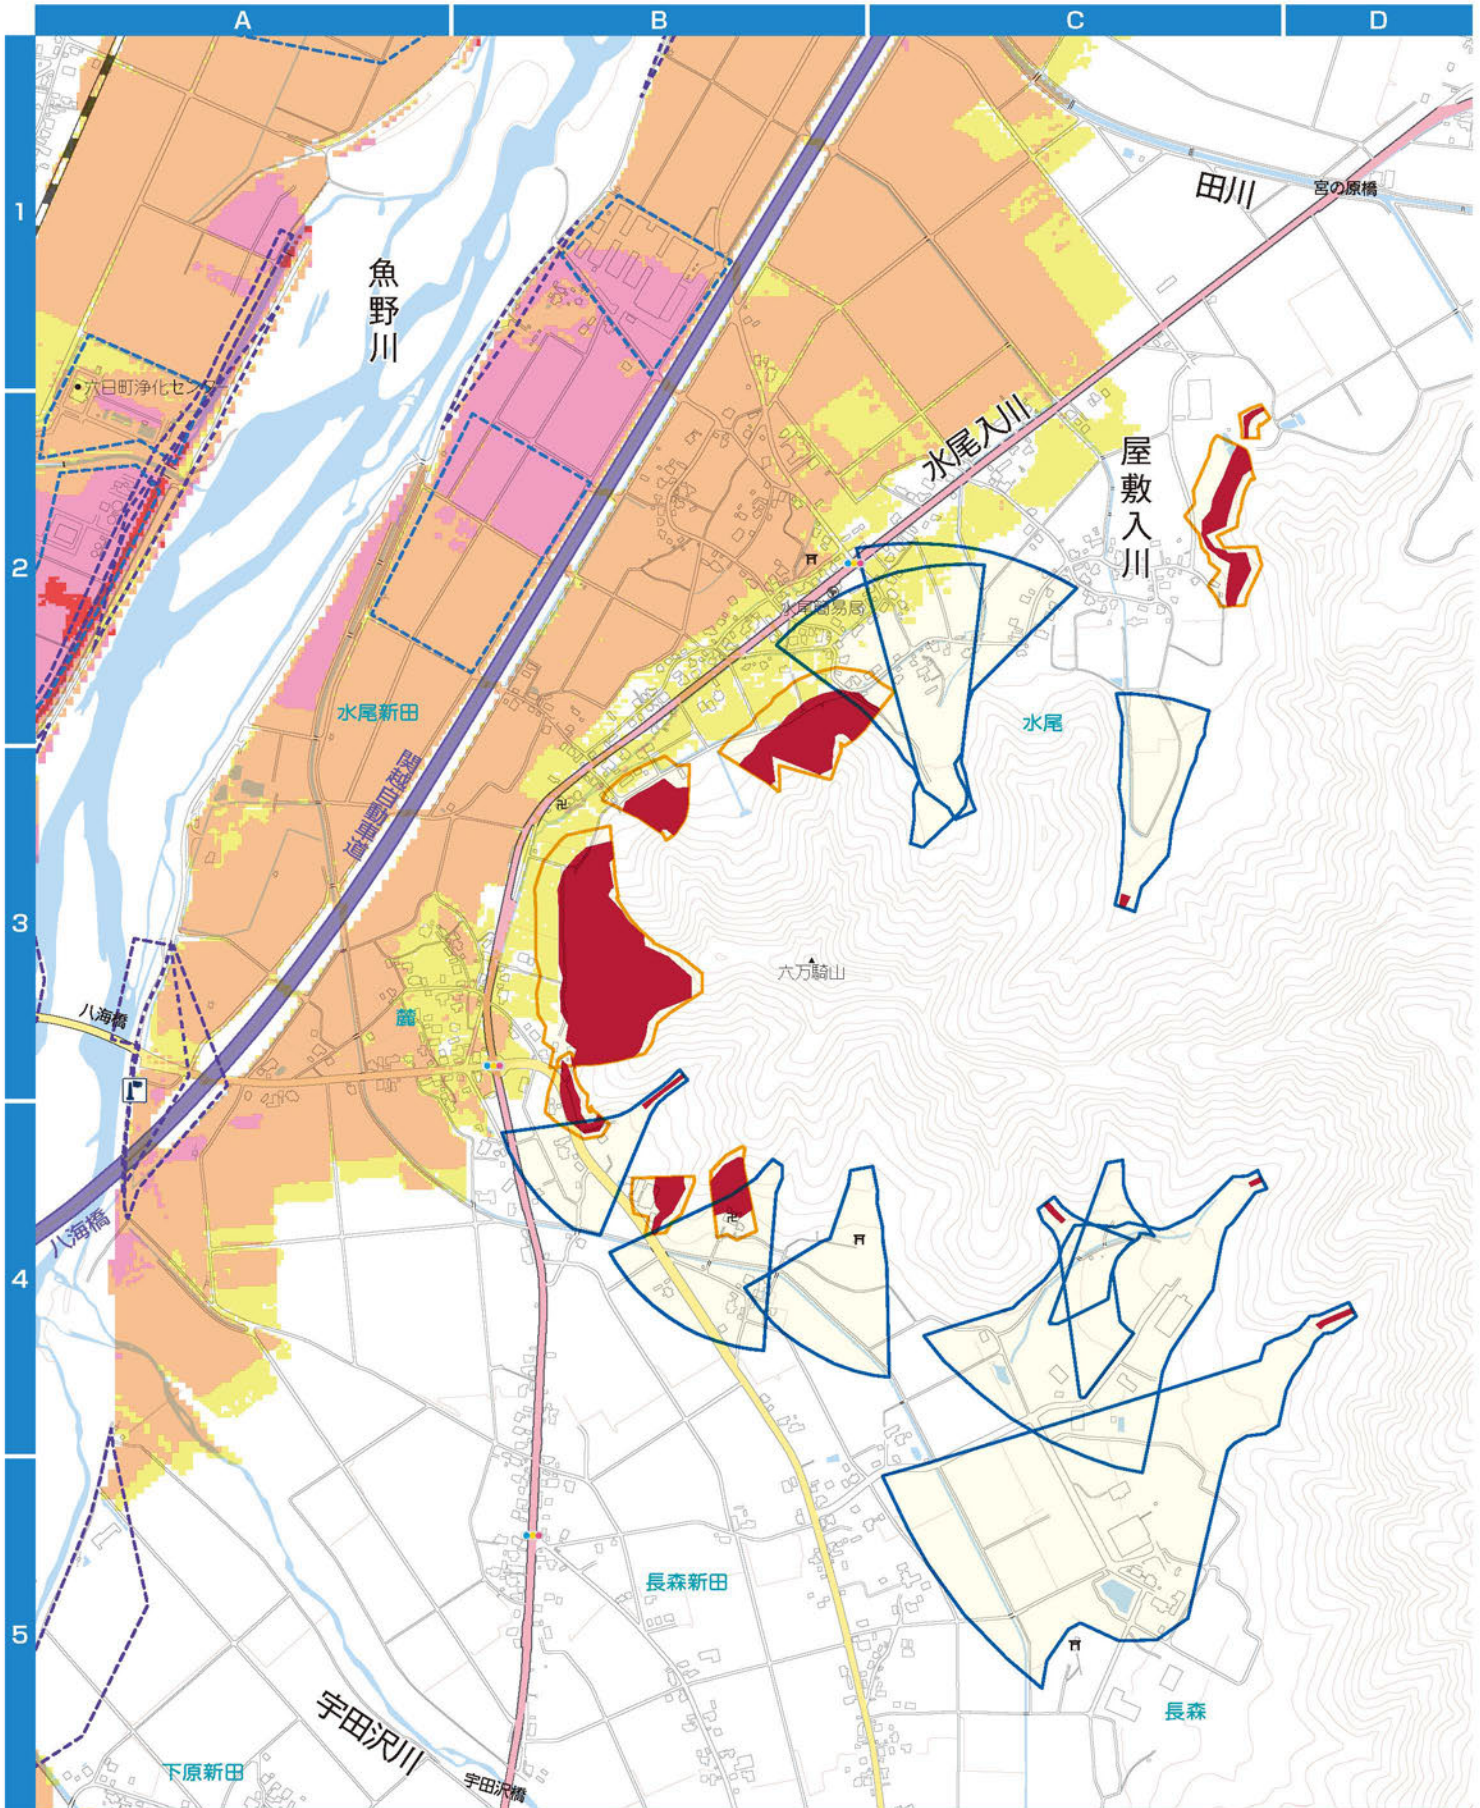 A
B
C
D
1
2
3
4
5
田川
宮の原橋
魚野川
六日町浄化センター
水尾入川
屋敷入川
水尾簡易局
水尾新田
水尾
関越自動車道
六万騎山
八海橋
麓
八海橋
長森新田
長森
宇田沢川
下原新田
宇田沢橋